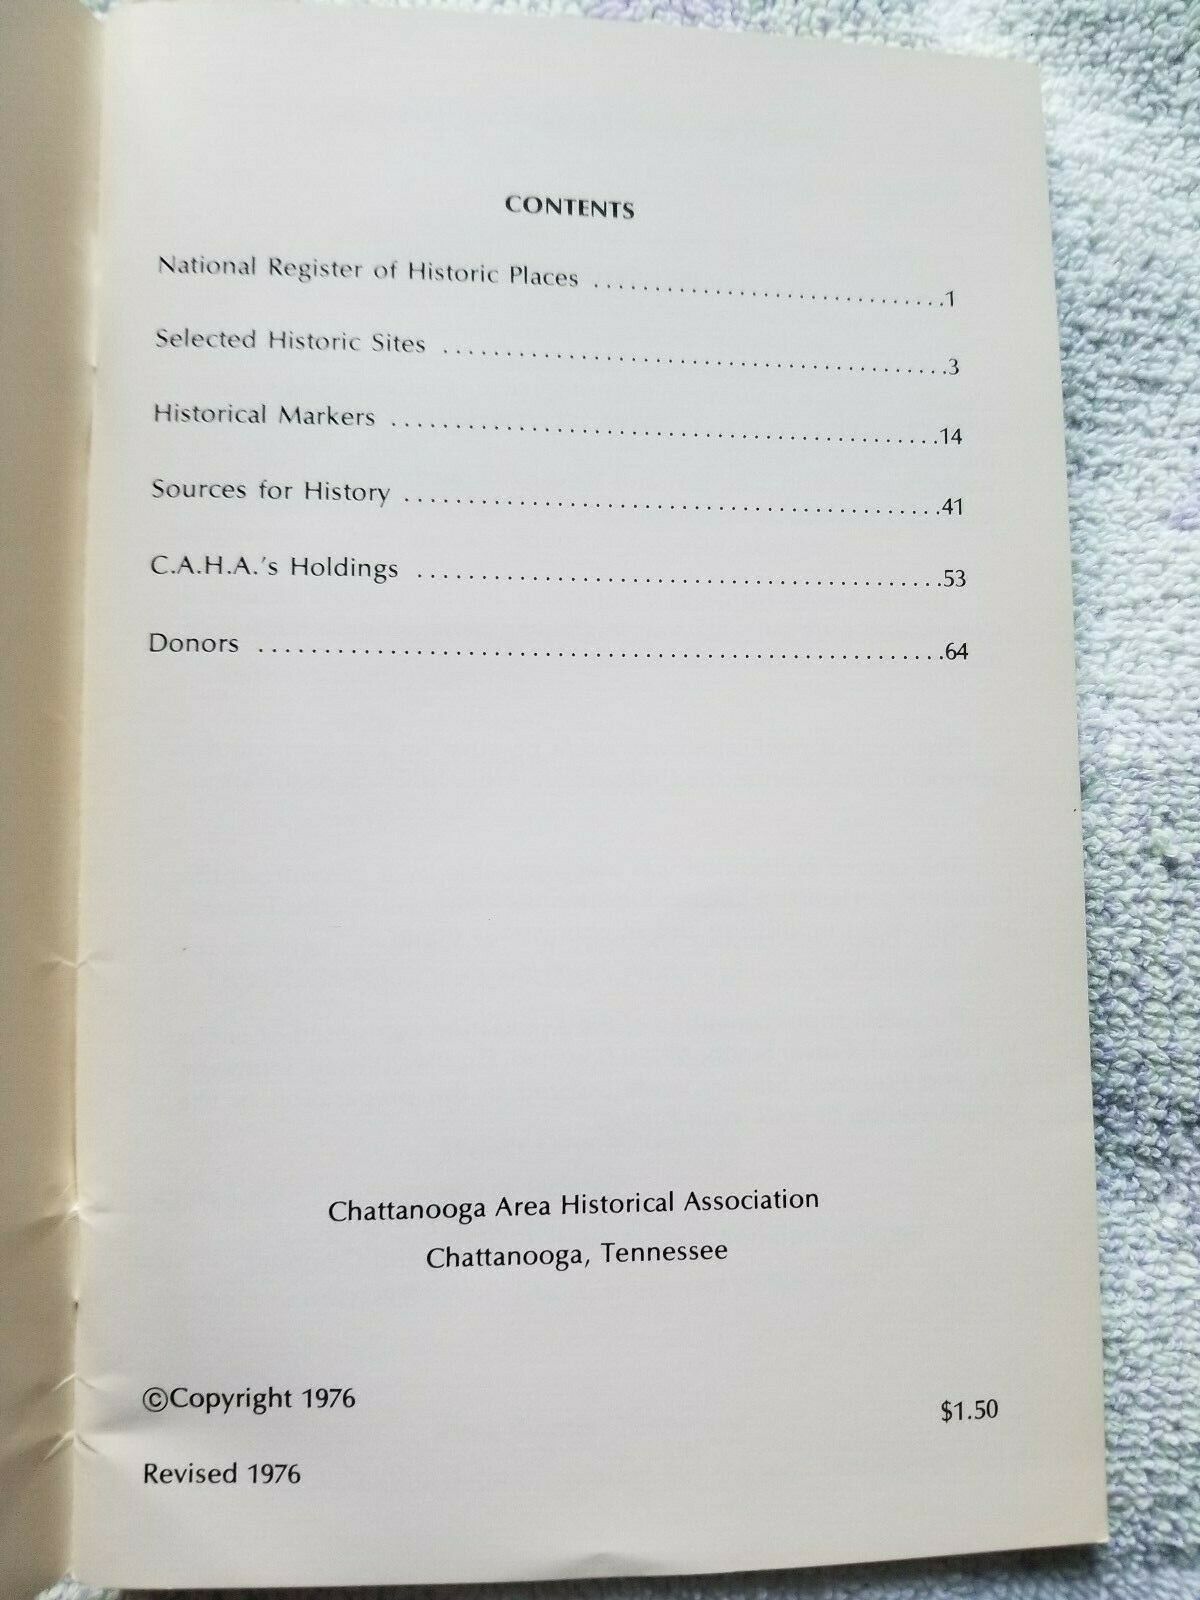 CONTENTS
National Register of Historic Places ..............................1
Selected Historic Sites ........................................3
Historical Markers ...........................................14
Sources for History ..........................................41
C.A.H.A.'s Holdings .........................................53
Donors .....................................................64
Chattanooga Area Historical Association
Chattanooga, Tennessee
©Copyright 1976
$1.50
Revised 1976